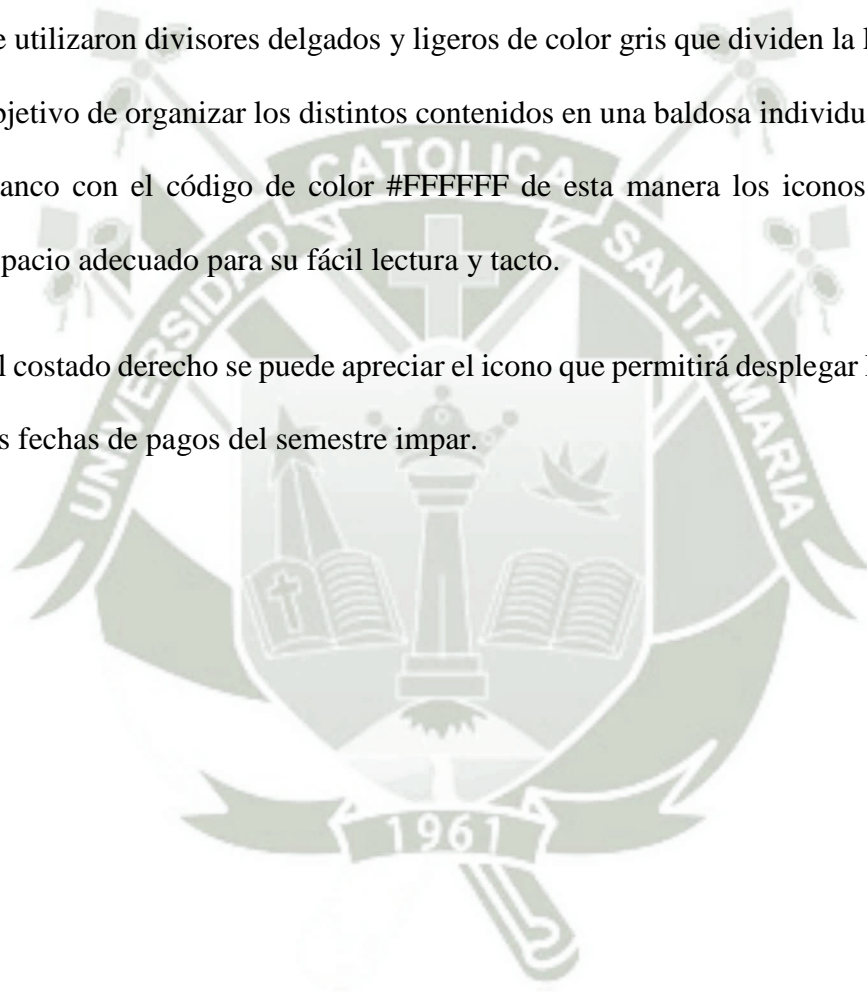 e utilizaron divisores delgados y ligeros de color gris que dividen la
bjetivo de organizar los distintos contenidos en una baldosa individu
anco con el código de color #FFFFFF de esta manera los iconos
pacio adecuado para su fácil lectura y tacto.
l costado derecho se puede apreciar el icono que permitirá desplegar
s fechas de pagos del semestre impar.
UNIVERSIDAD CATOLICA SANTA MARIA
1961